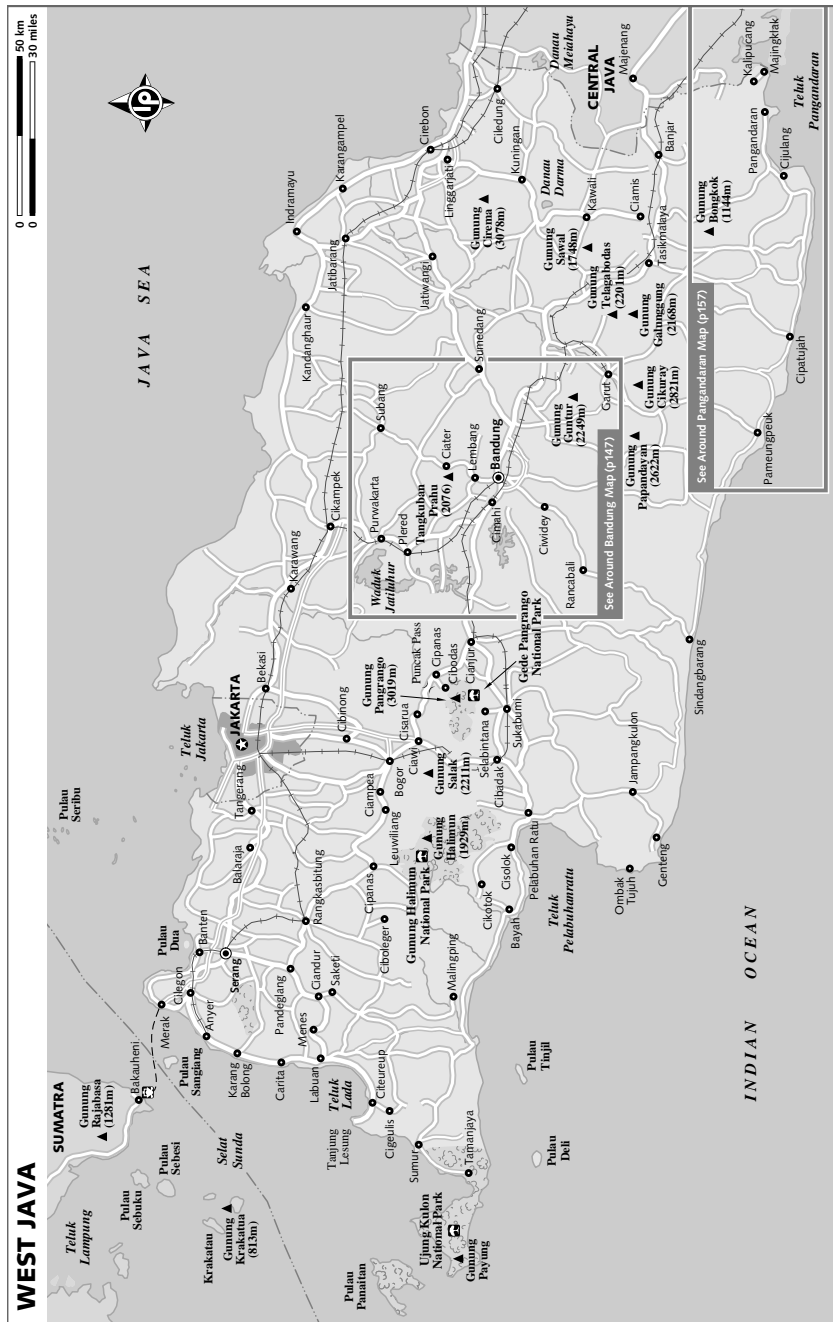 WEST JAVA
0 50 km
0 30 miles
lp
SUMATRA
Teluk
Lampung
Gunung
Rajabasa
(1281m)
Bakauheni
Pulau
Sebuku
Pulau
Sebesi
Krakatau
Gunung
Krakatua
(813m)
Selat
Sunda
Pulau
Sangiang
Pulau
Panaitan
Ujung Kulon
National Park
Gunung
Payung
Tamanjaya
Sumur
Tanjung
Lesung
Cigeulis
Citeureup
Teluk
Lada
Labuan
Carita
Karang
Bolong
Anyer
Merak
Cilegon
Pulau
Dua
Banten
Serang
Pandeglang
Menes
Ciandur
Saketi
Malingping
Pulau
Deli
Pulau
Tinjil
Pulau
Seribu
Teluk
Jakarta
JAKARTA
Tangerang
Balaraja
Rangkasbitung
Cipanas
Ciboleger
Leuwiliang
Ciampea
Bogor
Ciawi
Cibinong
Bekasi
Gunung Halimun
National Park
Gunung
Halimun
(1929m)
Gunung
Salak
(2211m)
Cikotok
Bayah
Cisolok
Pelabuhan Ratu
Teluk
Pelabuhanratu
Cibadak
Selabintana
Sukabumi
Cisarua
Gunung
Pangrango
(3019m)
Puncak Pass
Cipanas
Cibodas
Cianjur
Gede Pangrango
National Park
Ombak
Tujuh
Genteng
Jampangkulon
Sindangbarang
INDIAN OCEAN
JAVA SEA
Karawang
Cikampek
Purwakarta
Plered
Waduk
Jatiluhur
Subang
Ciater
Tangkuban
Prahu
(2076)
Lembang
Bandung
Cimahi
Ciwidey
Rancabali
Sumedang
See Around Bandung Map (p147)
Gunung
Guntur
(2249m)
Garut
Gunung
Papandayan
(2622m)
Gunung
Cikuray
(2821m)
Gunung
Galunggung
(2168m)
Gunung
Telagabodas
(2201m)
Gunung
Sawal
(1748m)
Tasikmalaya
Ciamis
Kawali
Banjar
Danau
Darma
Kandanghaur
Indramayu
Karangampel
Jatibarang
Jatiwangi
Cirebon
Linggarjati
Gunung
Cirema
(3078m)
Kuningan
Ciledung
Danau
Meiahayu
CENTRAL
JAVA
Majenang
See Around Pangandaran Map (p157)
Gunung
Bongkok
(1144m)
Pameungpeuk
Cipatujah
Cijulang
Pangandaran
Kalipucang
Majingklak
Teluk
Pangandaran